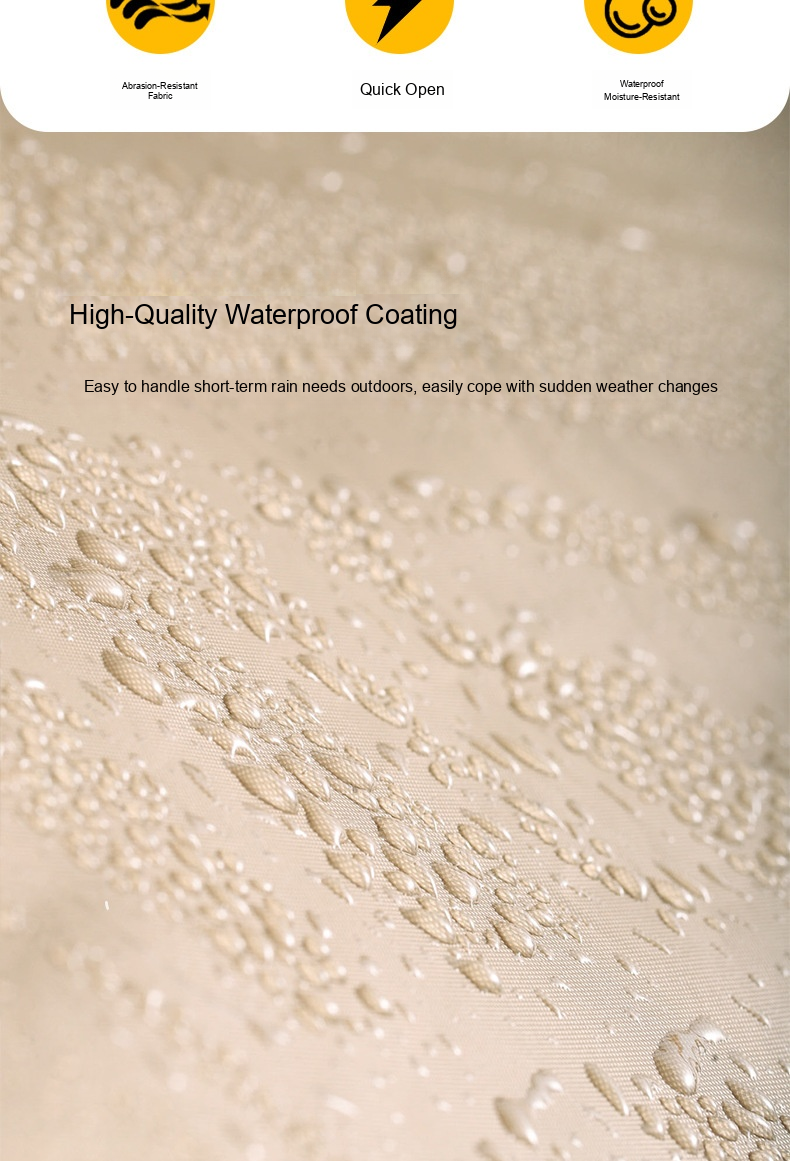 Abrasion-Resistant
Fabric
Quick Open
Waterproof
Moisture-Resistant
High-Quality Waterproof Coating
Easy to handle short-term rain needs outdoors, easily cope with sudden weather changes